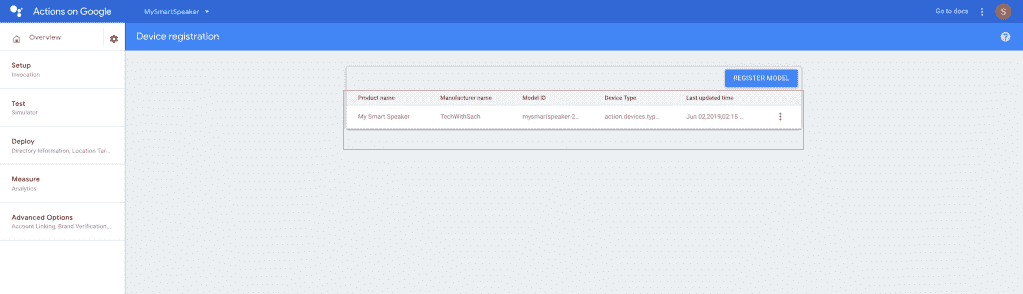 Actions on Google
MySmartSpeaker
Go to docs
S
Overview
Device registration
Setup
Invocation
Test
Simulator
Deploy
Directory Information, Location Tar...
Measure
Analytics
Advanced Options
Account Linking, Brand Verification,...
REGISTER MODEL
Product name Manufacturer name Model ID Device Type Last updated time
My Smart Speaker TechWithSach mysmartspeaker-2... action.devices.typ... Jun 02,2019,02:15 ...